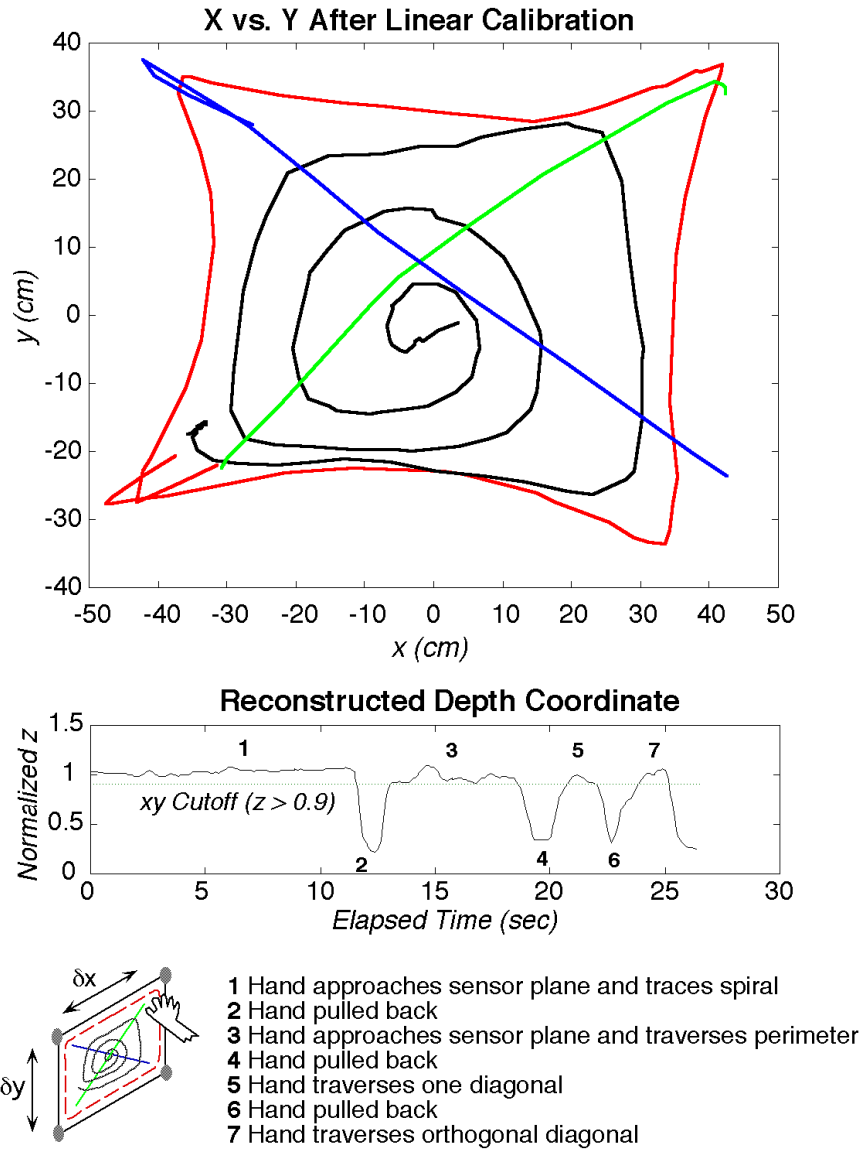 X vs. Y After Linear Calibration
40
30
20
10
0
-10
-20
-30
-40
y (cm)
-50 -40 -30 -20 -10 0 10 20 30 40 50
x (cm)
Reconstructed Depth Coordinate
1.5
1
0.5
0
Normalized z
1 3 5 7
xy Cutoff (z > 0.9)
2 4 6
0 5 10 15 20 25 30
Elapsed Time (sec)
δx
δy
1 Hand approaches sensor plane and traces spiral
2 Hand pulled back
3 Hand approaches sensor plane and traverses perimeter
4 Hand pulled back
5 Hand traverses one diagonal
6 Hand pulled back
7 Hand traverses orthogonal diagonal